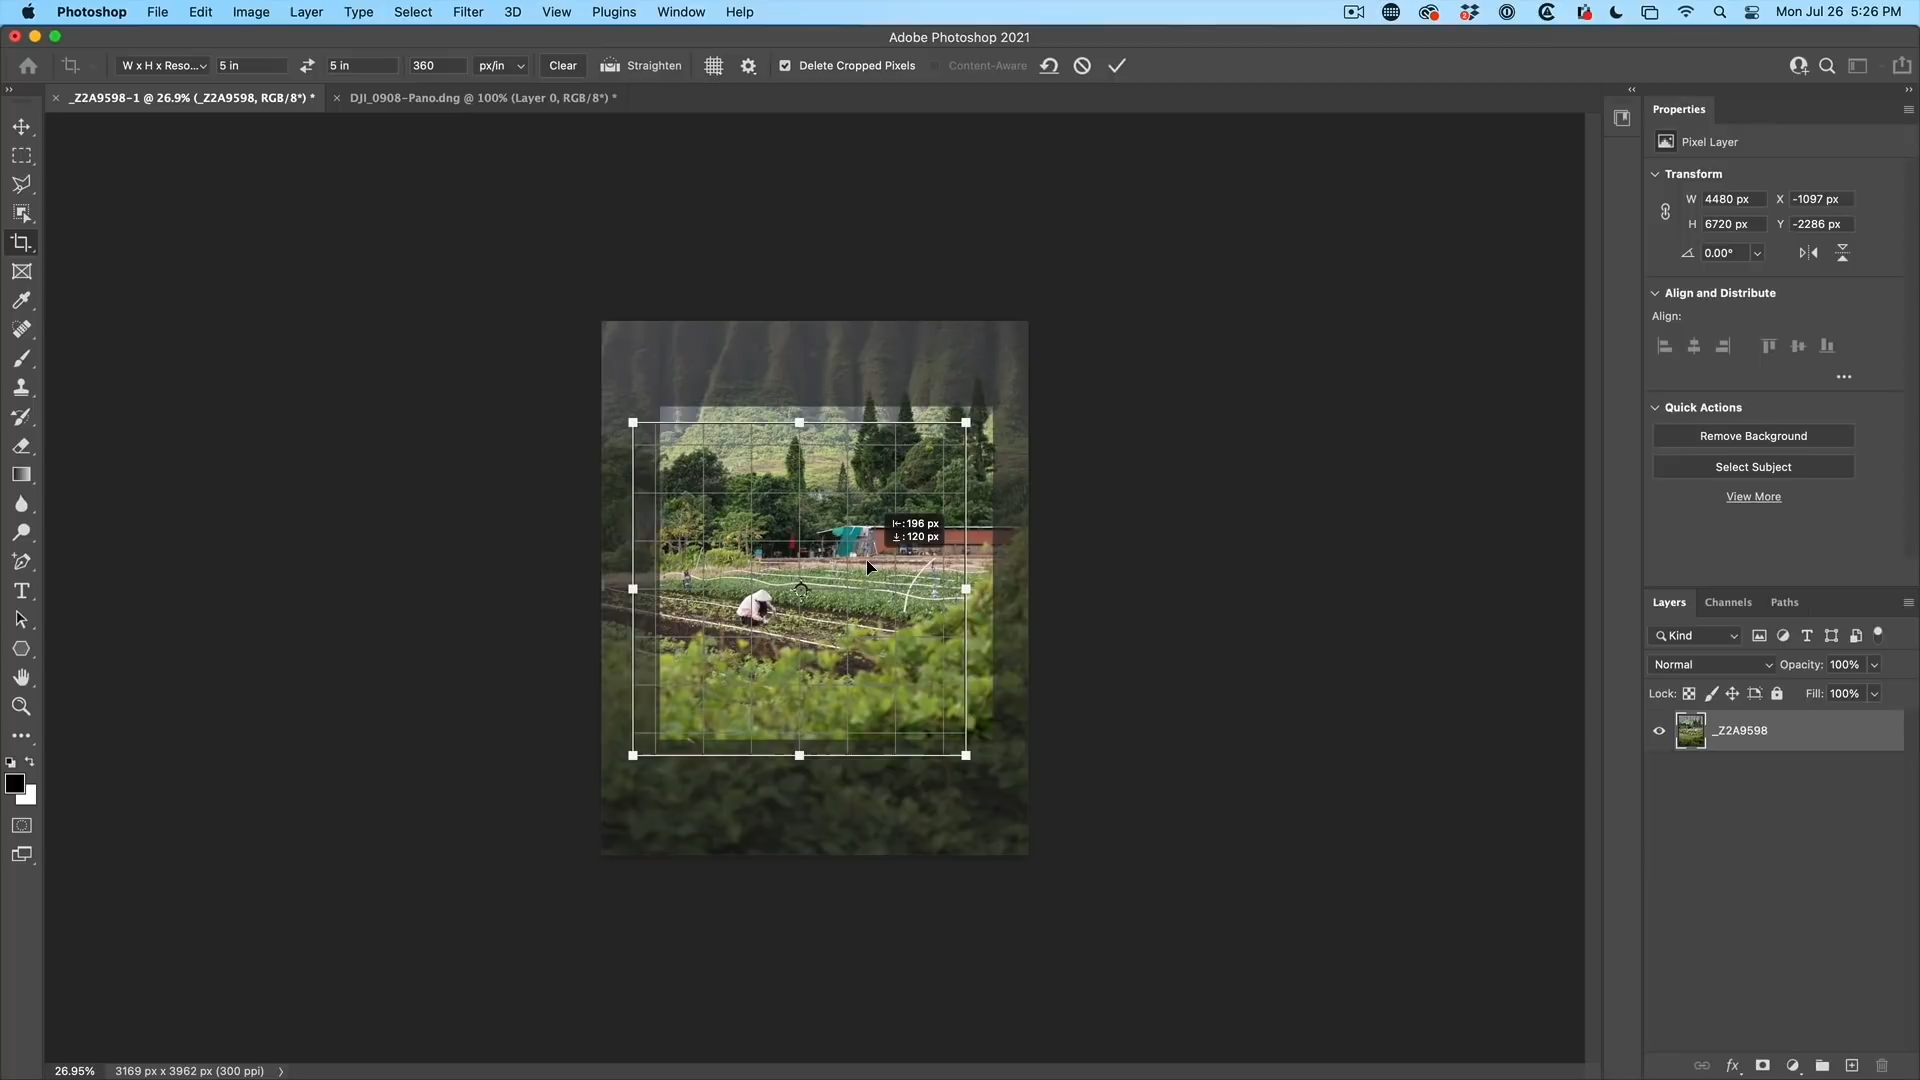 Photoshop File Edit Image Layer Type Select Filter 3D View Plugins Window Help Mon Jul 26 5:26 PM
Adobe Photoshop 2021
W x H x Reso... 5 in 5 in 360 px/in Clear Straighten Delete Cropped Pixels Content-Aware
_Z2A9598-1 @ 26.9% (_Z2A9598, RGB/8*) * DJI_0908-Pano.dng @ 100% (Layer 0, RGB/8*) *
Properties
Pixel Layer
Transform
W 4480 px X -1097 px
H 6720 px Y -2286 px
0.00°
Align and Distribute
Align:
Quick Actions
Remove Background
Select Subject
View More
196 px
120 px
Layers Channels Paths
Kind
Normal Opacity: 100%
Lock: Fill: 100%
_Z2A9598
26.95% 3169 px x 3962 px (300 ppi)